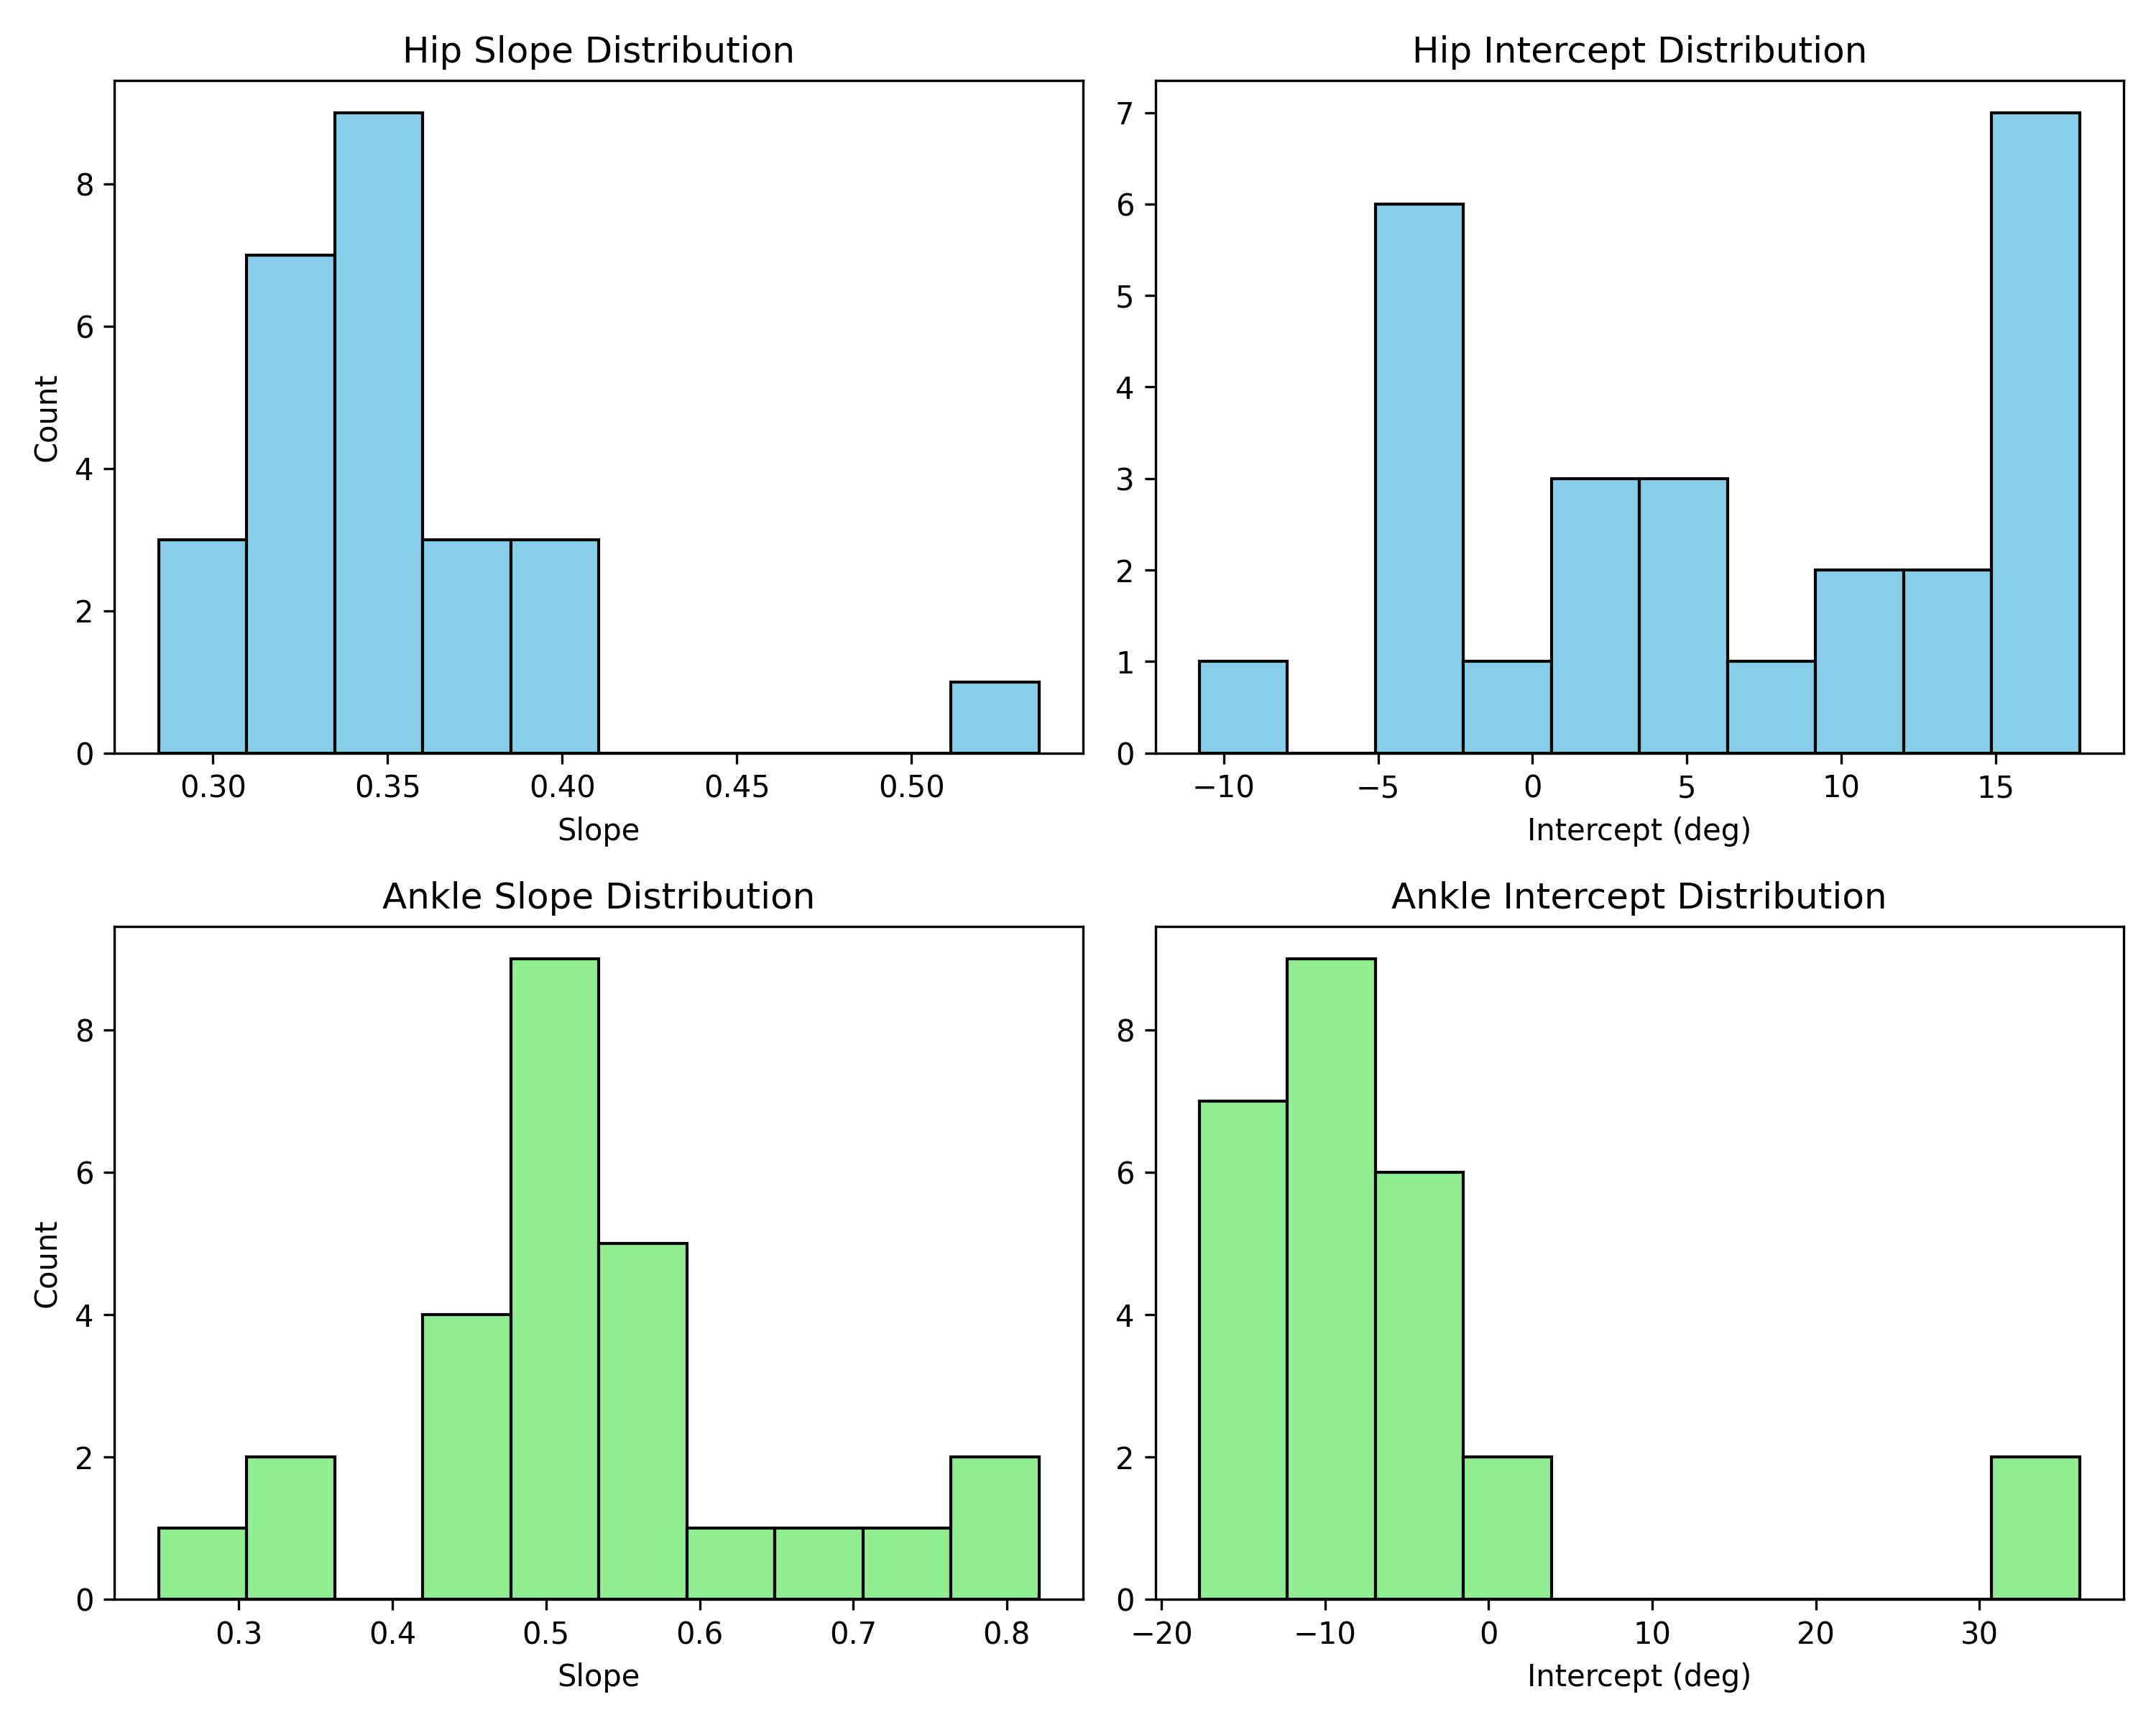 Hip Slope Distribution
Count
8
6
4
2
0
0.30 0.35 0.40 0.45 0.50
Slope
Hip Intercept Distribution
7
6
5
4
3
2
1
0
−10 −5 0 5 10 15
Intercept (deg)
Ankle Slope Distribution
Count
8
6
4
2
0
0.3 0.4 0.5 0.6 0.7 0.8
Slope
Ankle Intercept Distribution
8
6
4
2
0
−20 −10 0 10 20 30
Intercept (deg)